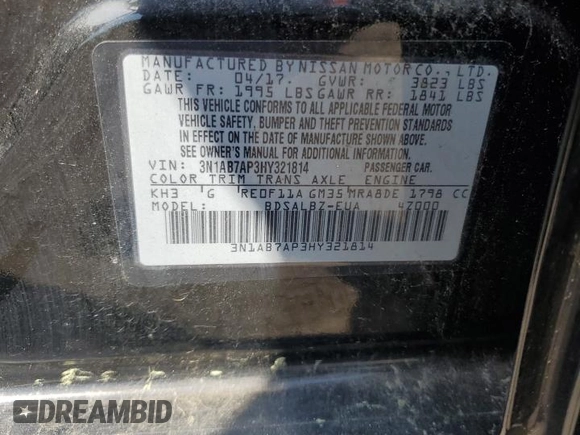 MANUFACTURED BY NISSAN MOTOR CO., LTD.
DATE: 04/17. GVWR: 3823 LBS
GAWR FR: 1995 LBS GAWR RR: 1841 LBS
THIS VEHICLE CONFORMS TO ALL APPLICABLE FEDERAL MOTOR
VEHICLE SAFETY, BUMPER AND THEFT PREVENTION STANDARDS
IN EFFECT ON THE DATE OF MANUFACTURE SHOWN ABOVE.
SEE OWNER'S MANUAL FOR ADDITIONAL INFORMATION.
VIN: 3N1AB7AP3HY321814 PASSENGER CAR.
COLOR TRIM TRANS AXLE ENGINE
KH3 G RE0F11A GM35 MRA8DE 1798 CC
MODEL: BDSALBZ-EUA 4Z000
3N1AB7AP3HY321814
DREAMBID